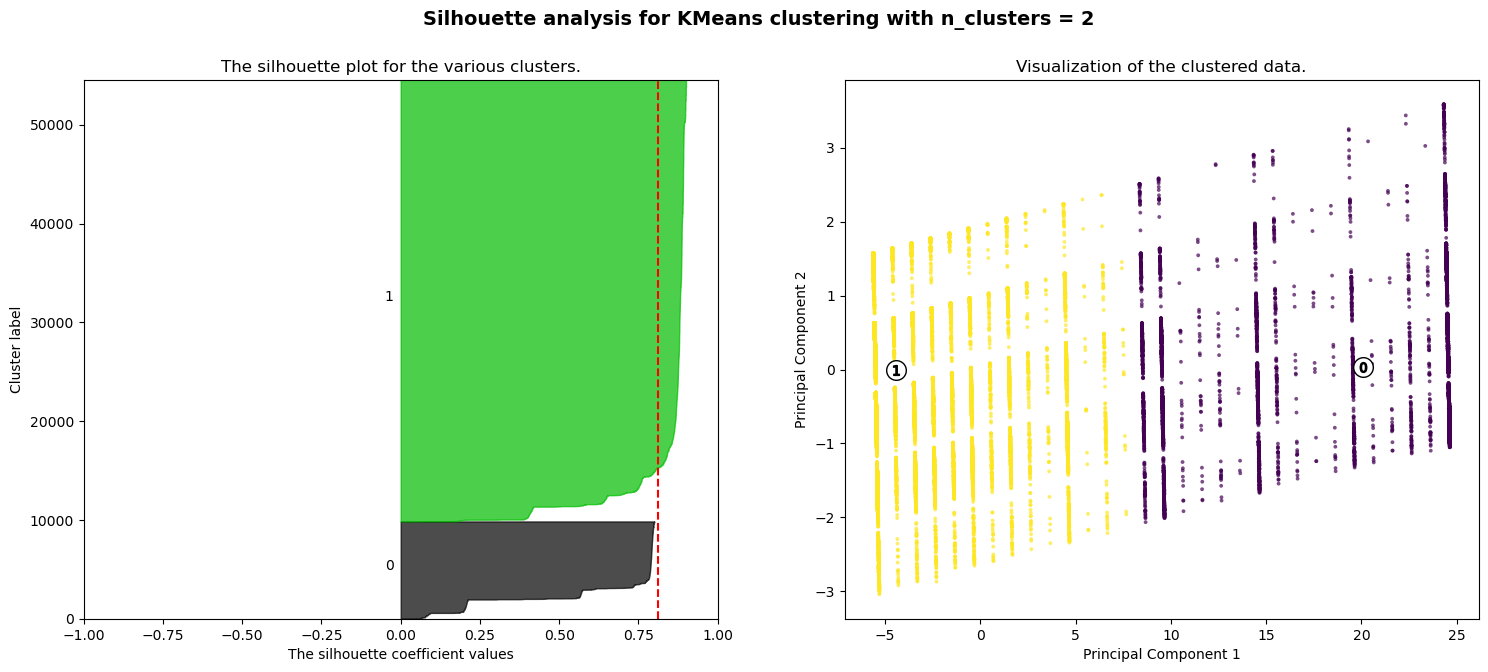 Silhouette analysis for KMeans clustering with n_clusters = 2
The silhouette plot for the various clusters.
Cluster label
50000
40000
30000
20000
10000
0
1
0
−1.00 −0.75 −0.50 −0.25 0.00 0.25 0.50 0.75 1.00
The silhouette coefficient values
Visualization of the clustered data.
Principal Component 2
3
2
1
0
−1
−2
−3
1
0
−5 0 5 10 15 20 25
Principal Component 1